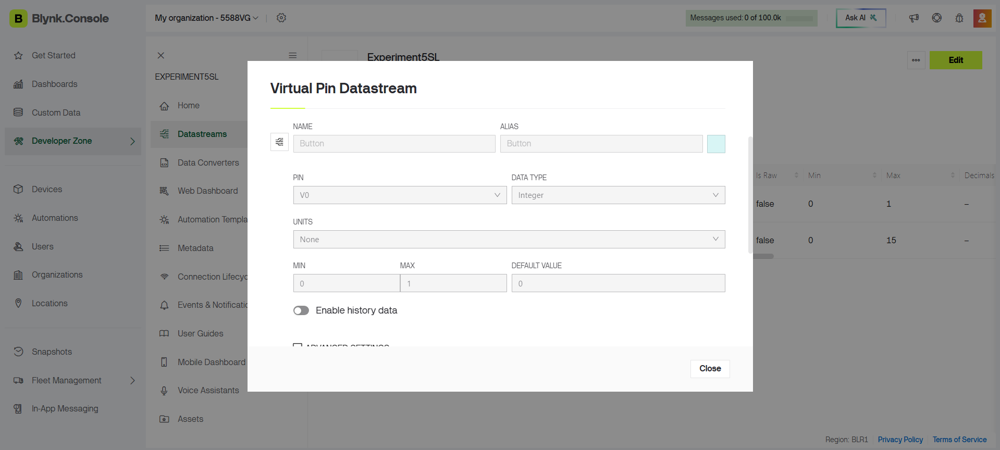 B Blynk.Console
My organization - 5588VG
Messages used: 0 of 100.0k
Ask AI
Get Started
Dashboards
Custom Data
Developer Zone
Devices
Automations
Users
Organizations
Locations
Snapshots
Fleet Management
In-App Messaging
EXPERIMENT5SL
Home
Datastreams
Data Converters
Web Dashboard
Automation Templa
Metadata
Connection Lifecyc
Events & Notificatio
User Guides
Mobile Dashboard
Voice Assistants
Assets
Experiment5SL
Edit
Virtual Pin Datastream
NAME ALIAS
Button Button
PIN DATA TYPE
V0 Integer
UNITS
None
MIN MAX DEFAULT VALUE
0 1 0
Enable history data
ADVANCED SETTINGS
Close
Is Raw Min Max Decimals
false 0 1 –
false 0 15 –
Region: BLR1 Privacy Policy Terms of Service